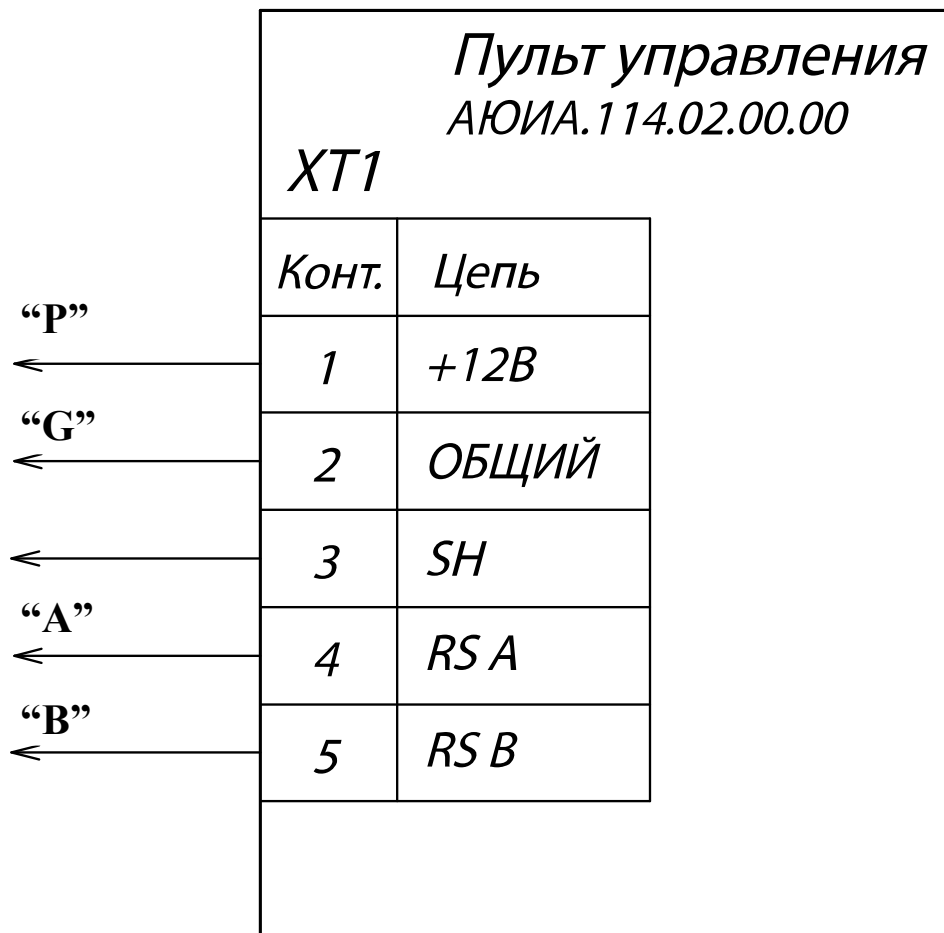 Пульт управления
АЮИА.114.02.00.00
XT1
Конт. Цепь
“P”
1 +12В
“G”
2 ОБЩИЙ
3 SH
“A”
4 RS A
“B”
5 RS B